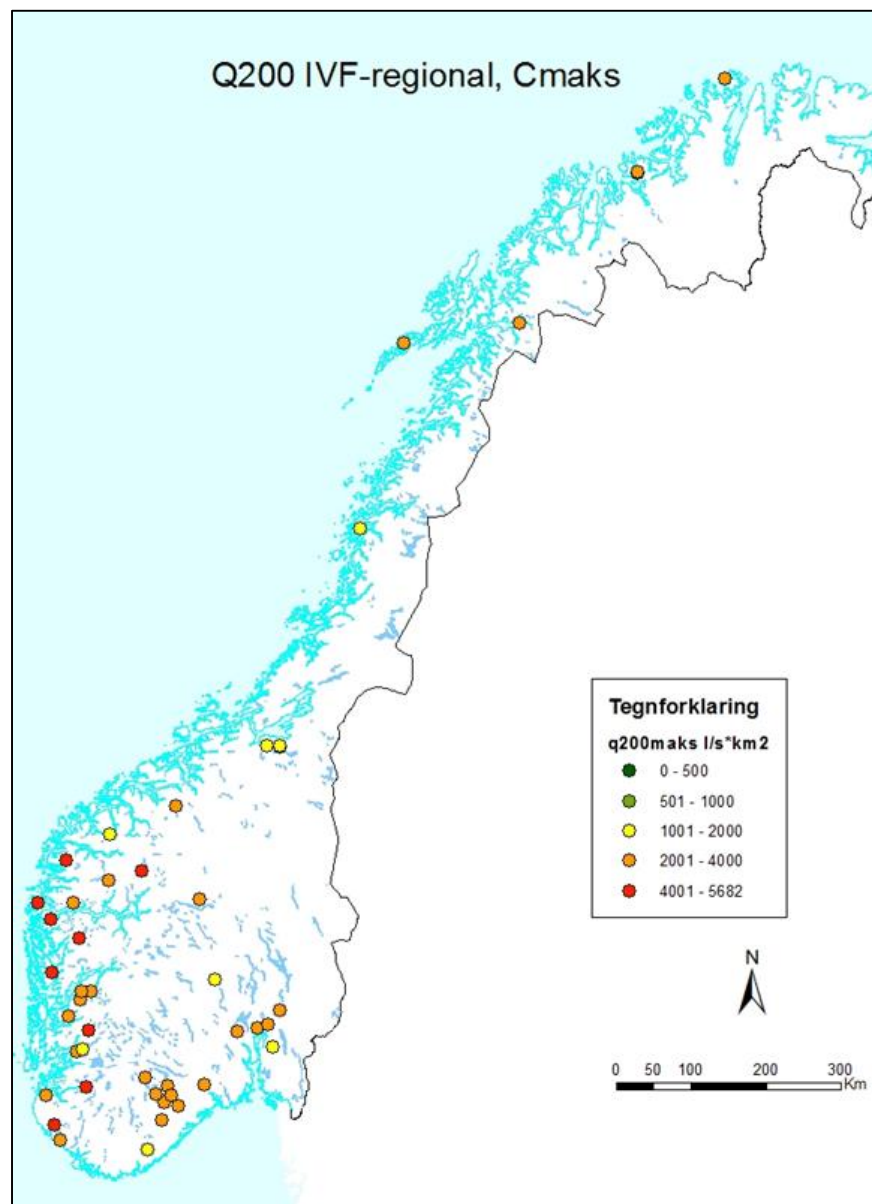 Q200 IVF-regional, Cmaks
Tegnforklaring
q200maks l/s*km2
0 - 500
501 - 1000
1001 - 2000
2001 - 4000
4001 - 5682
N
0 50 100 200 300
Km